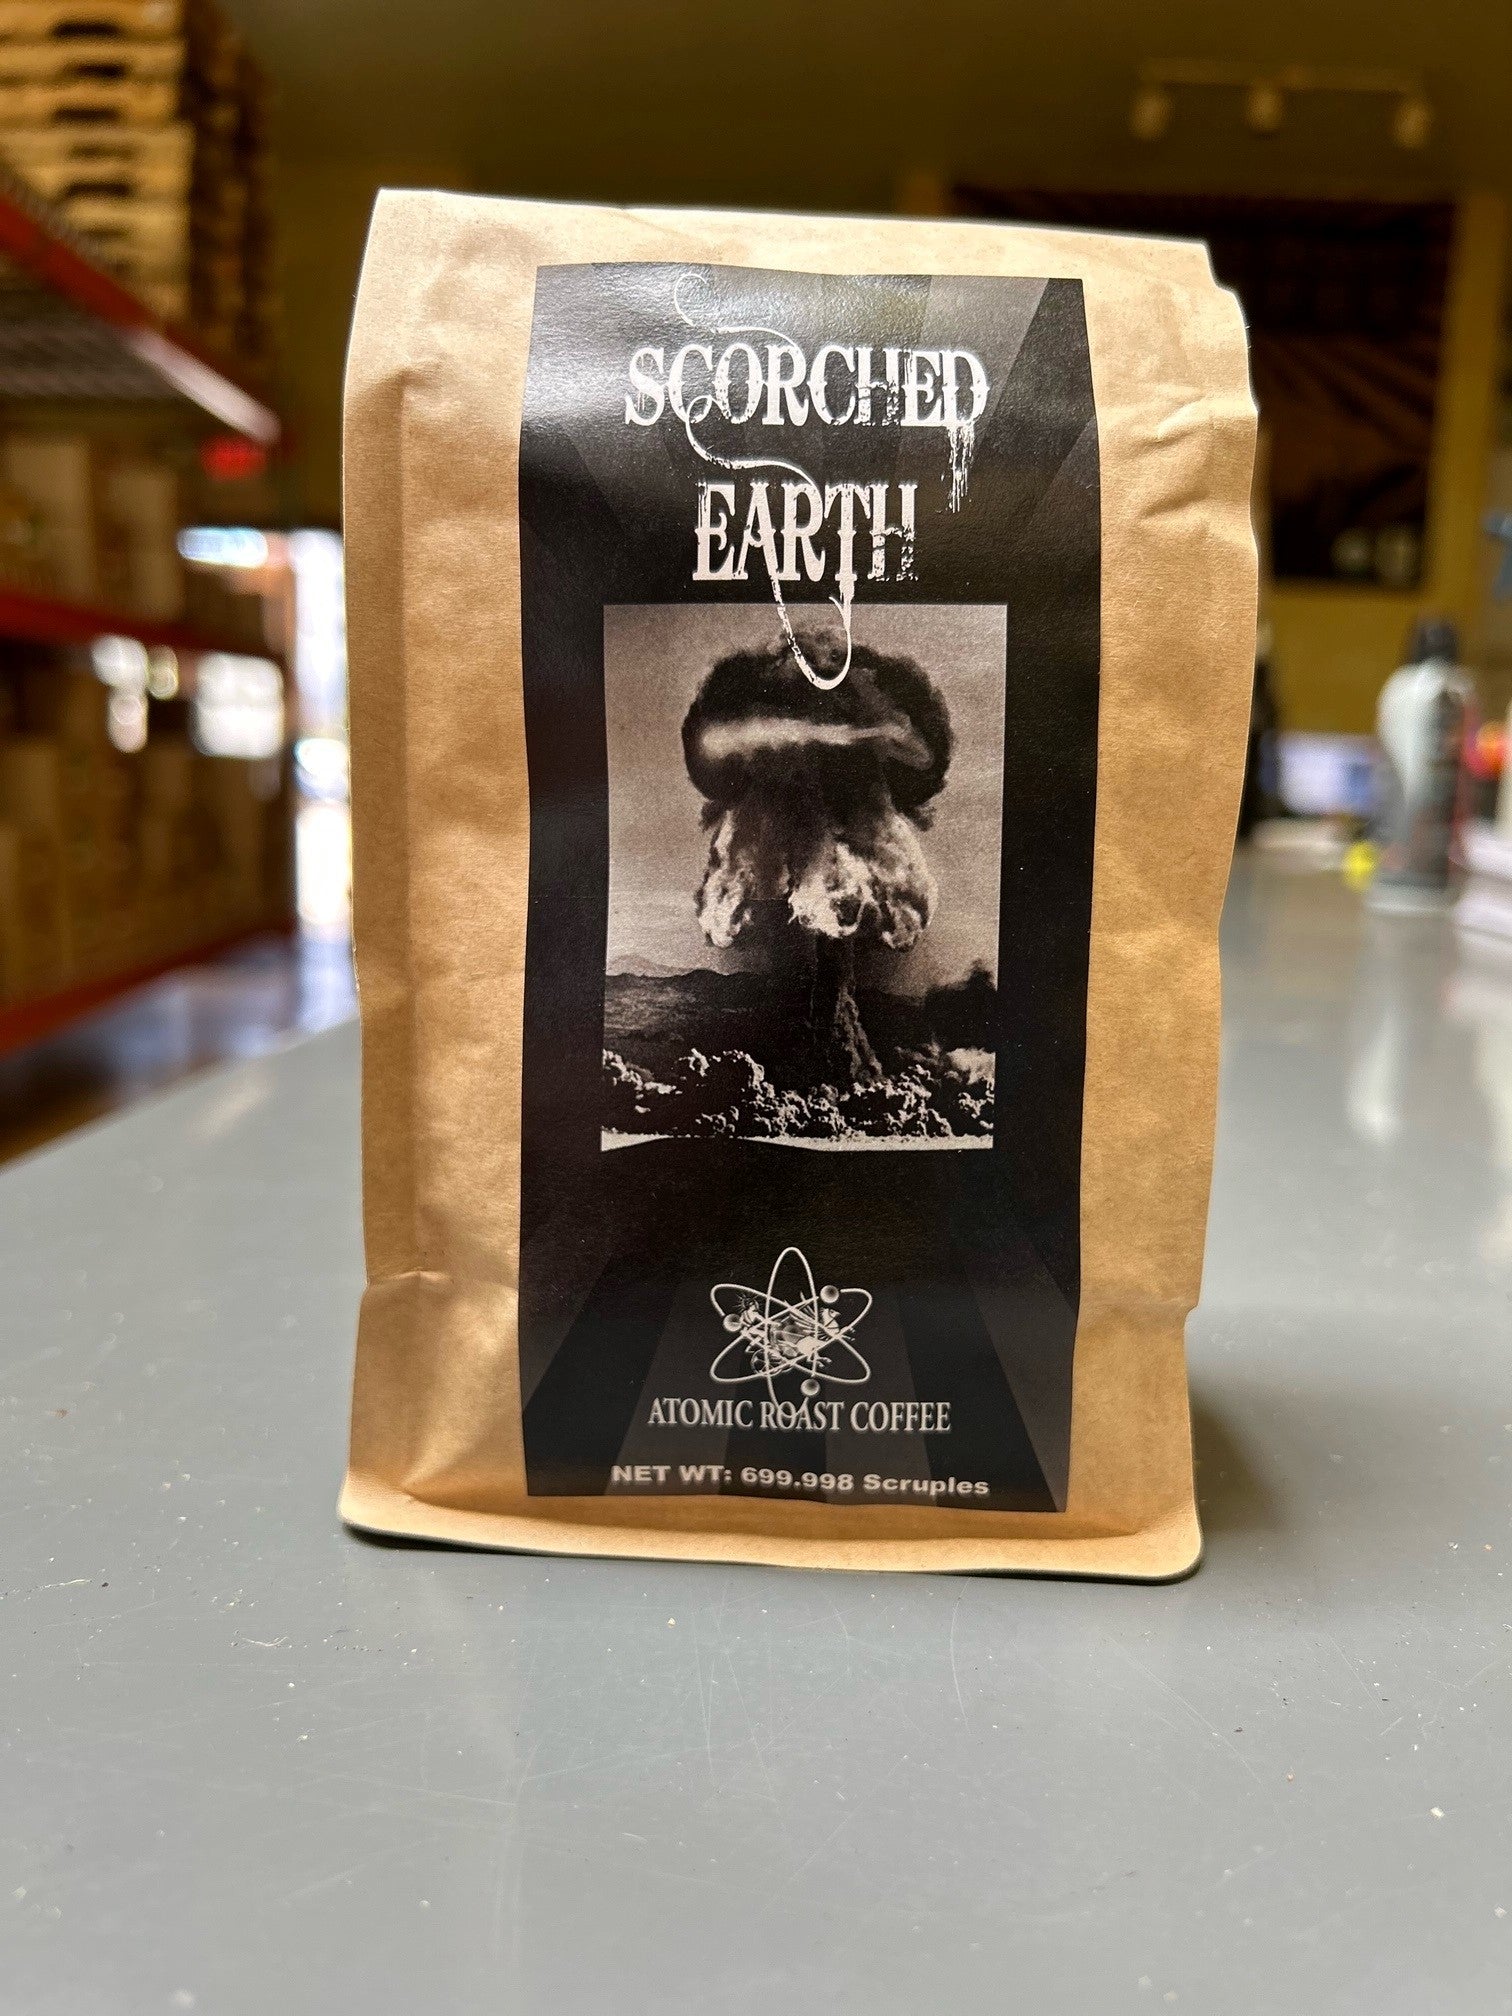 SCORCHED
EARTH
ATOMIC ROAST COFFEE
NET WT: 699.998 Scruples